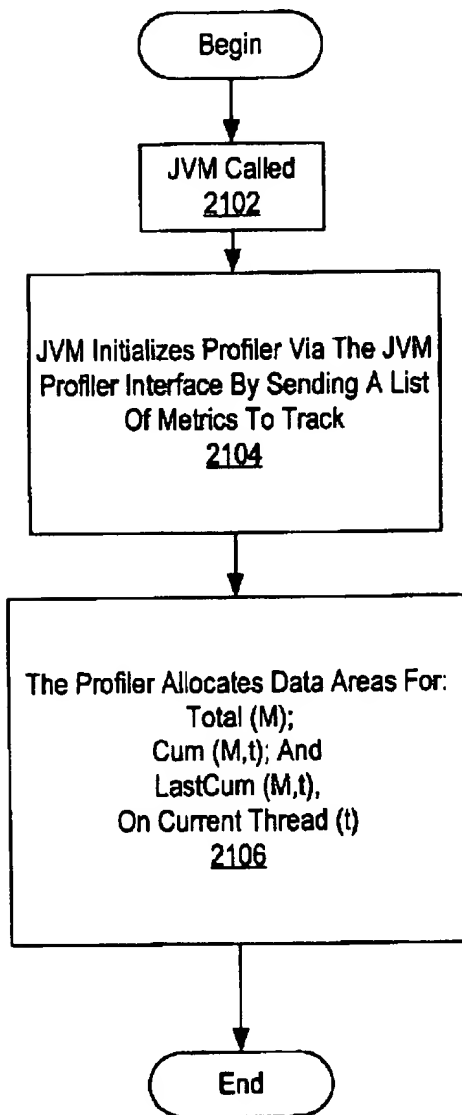 Begin
JVM Called
2102
JVM Initializes Profiler Via The JVM
Profiler Interface By Sending A List
Of Metrics To Track
2104
The Profiler Allocates Data Areas For:
Total (M);
Cum (M,t); And
LastCum (M,t),
On Current Thread (t)
2106
End